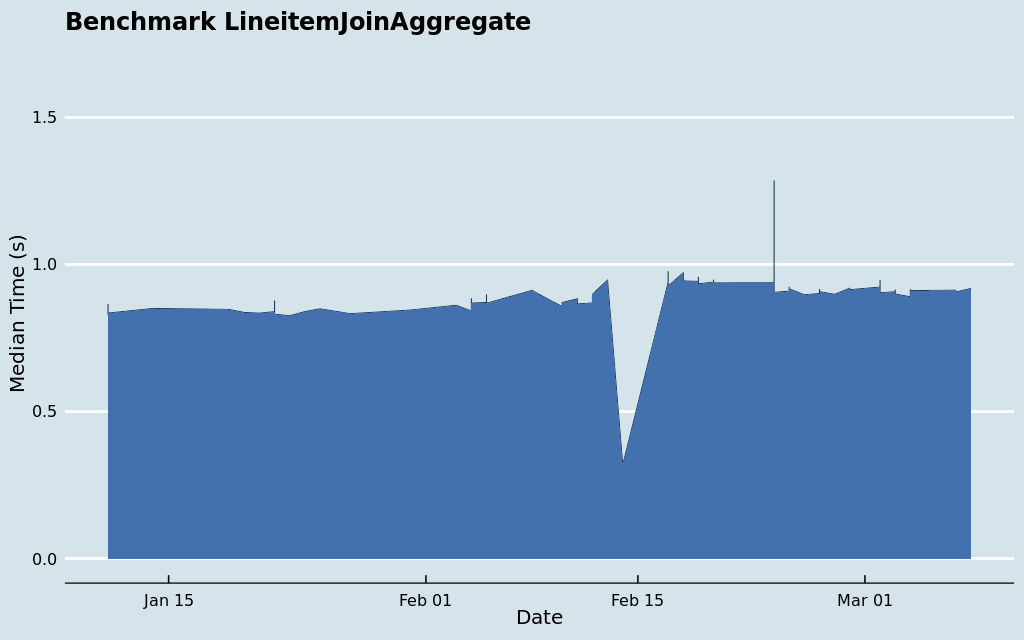 Benchmark LineitemJoinAggregate
1.5
1.0
0.5
0.0
Median Time (s)
Jan 15
Feb 01
Feb 15
Mar 01
Date